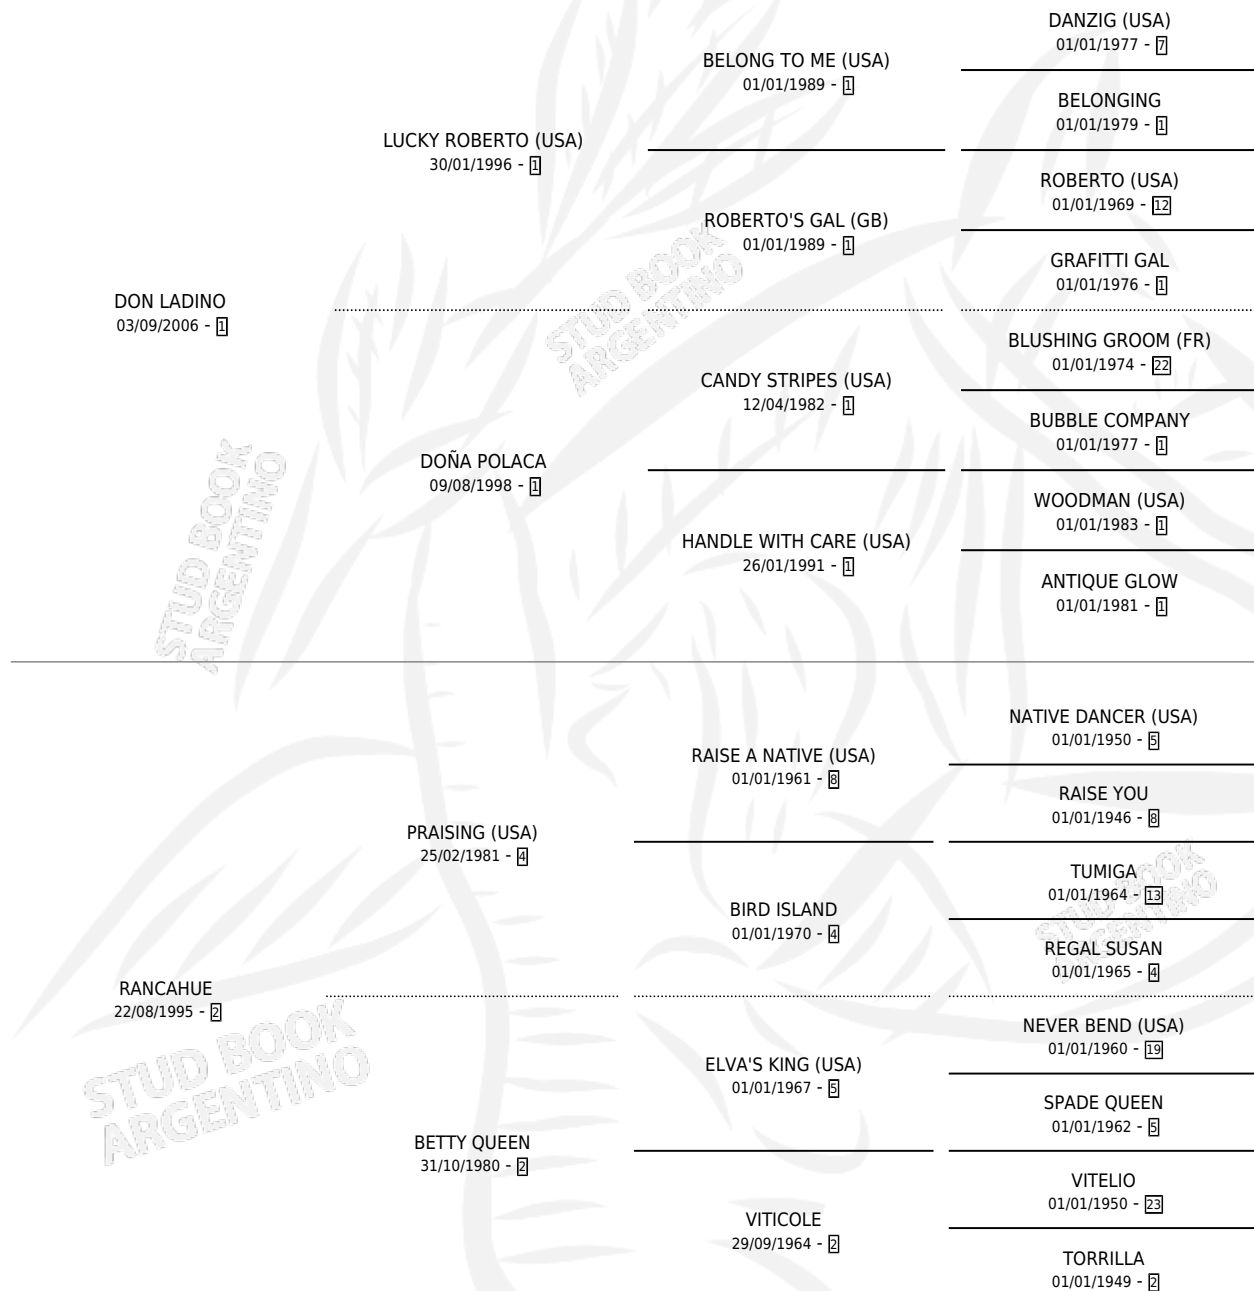 DON LADINO
03/09/2006 - 1
LUCKY ROBERTO (USA)
30/01/1996 - 1
BELONG TO ME (USA)
01/01/1989 - 1
DANZIG (USA)
01/01/1977 - 7
BELONGING
01/01/1979 - 1
ROBERTO'S GAL (GB)
01/01/1989 - 1
ROBERTO (USA)
01/01/1969 - 12
GRAFITTI GAL
01/01/1976 - 1
DOÑA POLACA
09/08/1998 - 1
CANDY STRIPES (USA)
12/04/1982 - 1
BLUSHING GROOM (FR)
01/01/1974 - 22
BUBBLE COMPANY
01/01/1977 - 1
HANDLE WITH CARE (USA)
26/01/1991 - 1
WOODMAN (USA)
01/01/1983 - 1
ANTIQUE GLOW
01/01/1981 - 1
RANCAHUE
22/08/1995 - 2
PRAISING (USA)
25/02/1981 - 4
RAISE A NATIVE (USA)
01/01/1961 - 8
NATIVE DANCER (USA)
01/01/1950 - 5
RAISE YOU
01/01/1946 - 8
BIRD ISLAND
01/01/1970 - 4
TUMIGA
01/01/1964 - 13
REGAL SUSAN
01/01/1965 - 4
BETTY QUEEN
31/10/1980 - 2
ELVA'S KING (USA)
01/01/1967 - 5
NEVER BEND (USA)
01/01/1960 - 19
SPADE QUEEN
01/01/1962 - 5
VITICOLE
29/09/1964 - 2
VITELIO
01/01/1950 - 23
TORRILLA
01/01/1949 - 2
STUD BOOK
ARGENTINO
STUD BOOK
ARGENTINO
STUD BOOK
ARGENTINO
STUD BOOK
ARGENTINO